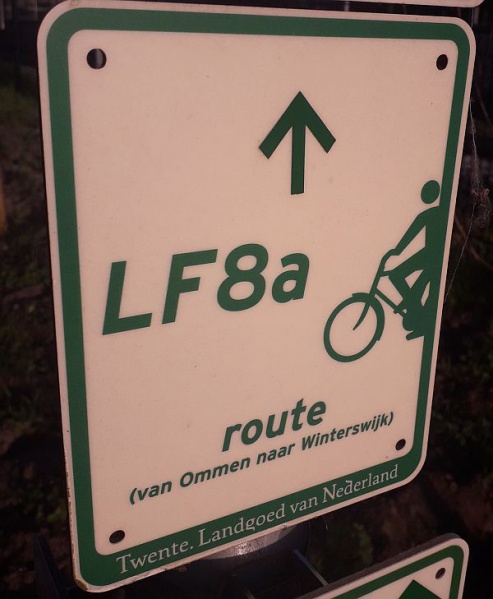 LF8a
route
(van Ommen naar Winterswijk)
Twente. Landgoed van Nederland